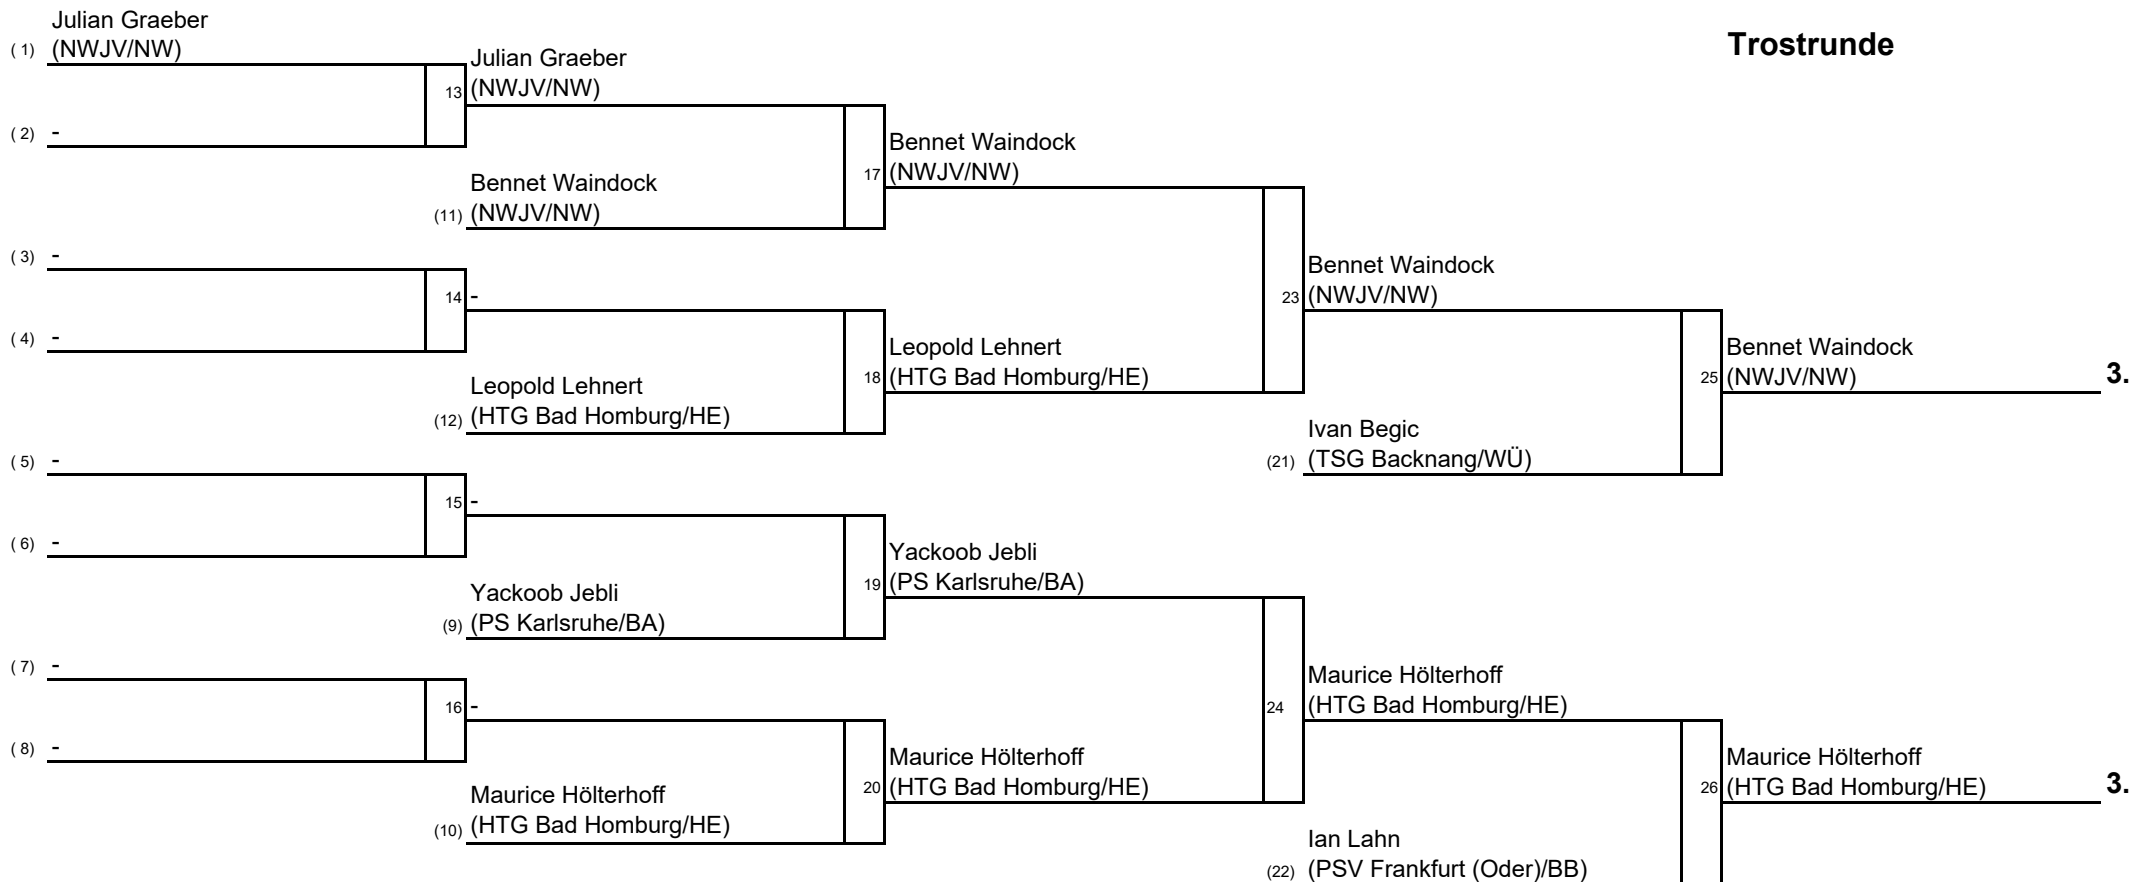 Trostrunde
Julian Graeber
( 1) (NWJV/NW)
Julian Graeber
13 (NWJV/NW)
( 2) -
Bennet Waindock
17 (NWJV/NW)
Bennet Waindock
(11) (NWJV/NW)
( 3) -
Bennet Waindock
23 (NWJV/NW)
14 -
( 4) -
Leopold Lehnert
18 (HTG Bad Homburg/HE)
Bennet Waindock
25 (NWJV/NW) 3.
Leopold Lehnert
(12) (HTG Bad Homburg/HE)
Ivan Begic
(21) (TSG Backnang/WÜ)
( 5) -
15 -
( 6) -
Yackoob Jebli
19 (PS Karlsruhe/BA)
Yackoob Jebli
(9) (PS Karlsruhe/BA)
( 7) -
Maurice Hölterhoff
24 (HTG Bad Homburg/HE)
16 -
( 8) -
Maurice Hölterhoff
20 (HTG Bad Homburg/HE)
Maurice Hölterhoff
26 (HTG Bad Homburg/HE) 3.
Maurice Hölterhoff
(10) (HTG Bad Homburg/HE)
Ian Lahn
(22) (PSV Frankfurt (Oder)/BB)